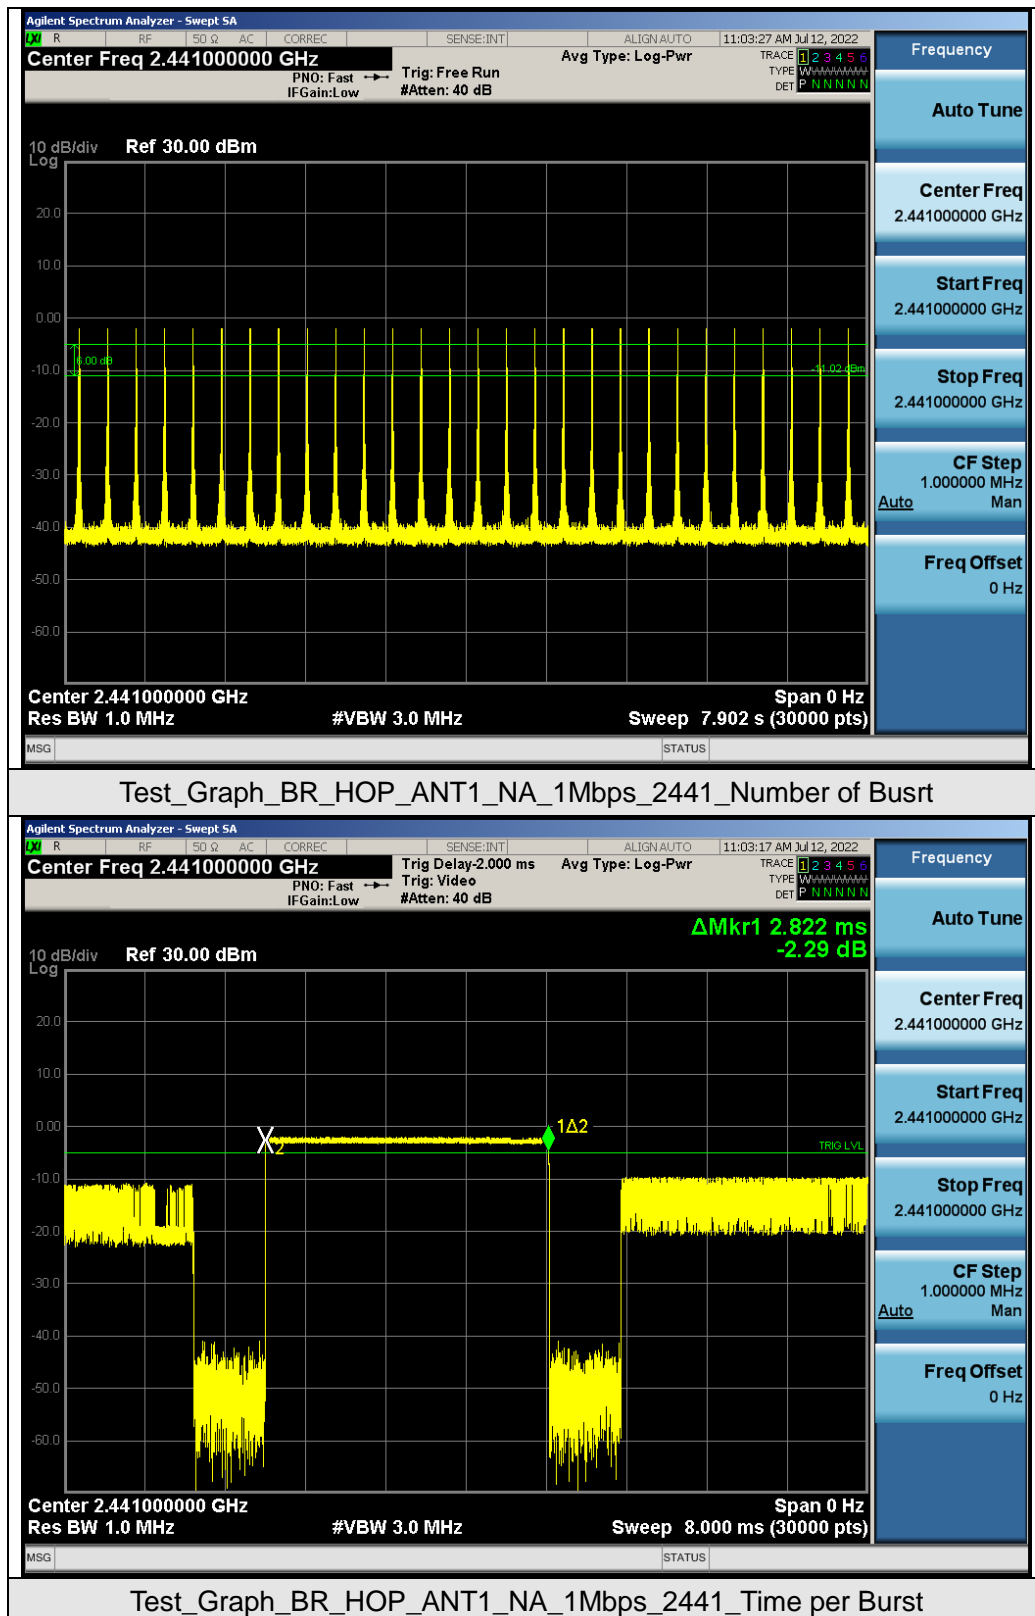 Agilent Spectrum Analyzer - Swept SA
LXI R RF 50 Ω AC CORREC SENSE:INT ALIGN AUTO 11:03:27 AM Jul 12, 2022
Center Freq 2.441000000 GHz
PNO: Fast
IFGain:Low
Trig: Free Run
#Atten: 40 dB
Avg Type: Log-Pwr
TRACE 1 2 3 4 5 6
TYPE W
DET P N N N N N
Frequency
Auto Tune
10 dB/div Ref 30.00 dBm
Log
20.0
10.0
0.00
-10.0
-20.0
-30.0
-40.0
-50.0
-60.0
6.00 dB
-11.02 dBm
Center Freq
2.441000000 GHz
Start Freq
2.441000000 GHz
Stop Freq
2.441000000 GHz
CF Step
1.000000 MHz
Auto Man
Freq Offset
0 Hz
Center 2.441000000 GHz Span 0 Hz
Res BW 1.0 MHz #VBW 3.0 MHz Sweep 7.902 s (30000 pts)
MSG STATUS
Test_Graph_BR_HOP_ANT1_NA_1Mbps_2441_Number of Busrt
Agilent Spectrum Analyzer - Swept SA
LXI R RF 50 Ω AC CORREC SENSE:INT ALIGN AUTO 11:03:17 AM Jul 12, 2022
Center Freq 2.441000000 GHz
PNO: Fast
IFGain:Low
Trig Delay-2.000 ms
Trig: Video
#Atten: 40 dB
Avg Type: Log-Pwr
TRACE 1 2 3 4 5 6
TYPE W
DET P N N N N N
Frequency
Auto Tune
ΔMkr1 2.822 ms
-2.29 dB
10 dB/div Ref 30.00 dBm
Log
20.0
10.0
0.00
-10.0
-20.0
-30.0
-40.0
-50.0
-60.0
X2
1Δ2
TRIG LVL
Center Freq
2.441000000 GHz
Start Freq
2.441000000 GHz
Stop Freq
2.441000000 GHz
CF Step
1.000000 MHz
Auto Man
Freq Offset
0 Hz
Center 2.441000000 GHz Span 0 Hz
Res BW 1.0 MHz #VBW 3.0 MHz Sweep 8.000 ms (30000 pts)
MSG STATUS
Test_Graph_BR_HOP_ANT1_NA_1Mbps_2441_Time per Burst